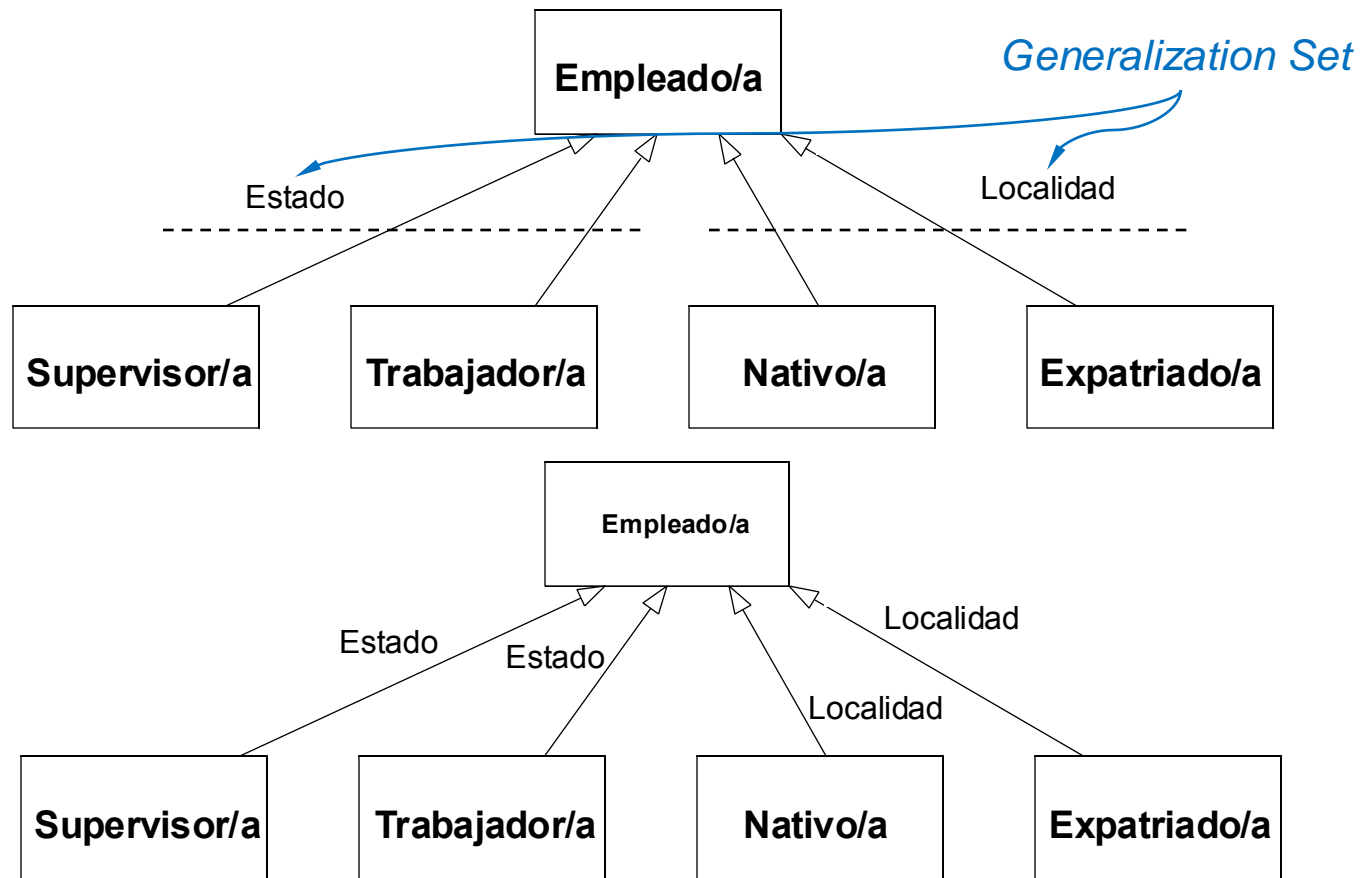 Empleado/a
Generalization Set
Estado
Localidad
Supervisor/a
Trabajador/a
Nativo/a
Expatriado/a
Empleado/a
Localidad
Estado
Estado
Localidad
Supervisor/a
Trabajador/a
Nativo/a
Expatriado/a